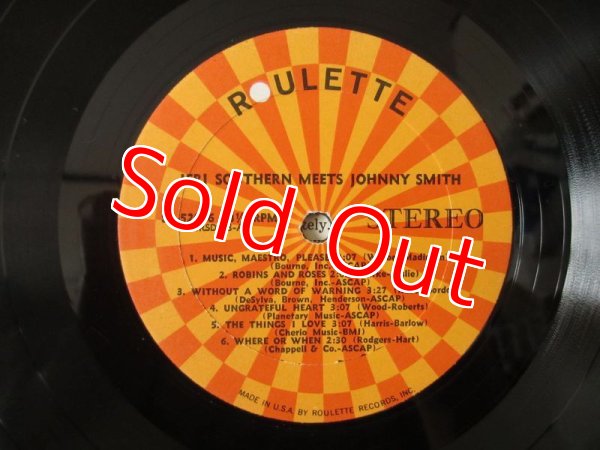 ROULETTE
JERI SOUTHERN MEETS JOHNNY SMITH
RPM
STEREO
Sold Out
1. MUSIC, MAESTRO, PLEASE 3:07
(Bourne, Inc.-ASCAP)
2. ROBINS AND ROSES
(Bourne, Inc.-ASCAP)
3. WITHOUT A WORD OF WARNING 3:27
(DeSylva, Brown, Henderson-ASCAP)
4. UNGRATEFUL HEART 3:07 (Wood-Roberts)
(Planetary Music-ASCAP)
5. THE THINGS I LOVE 3:07 (Harris-Barlow)
(Cherio Music-BMI)
6. WHERE OR WHEN 2:30 (Rodgers-Hart)
(Chappell & Co.-ASCAP)
MADE IN U.S.A. BY ROULETTE RECORDS, INC.